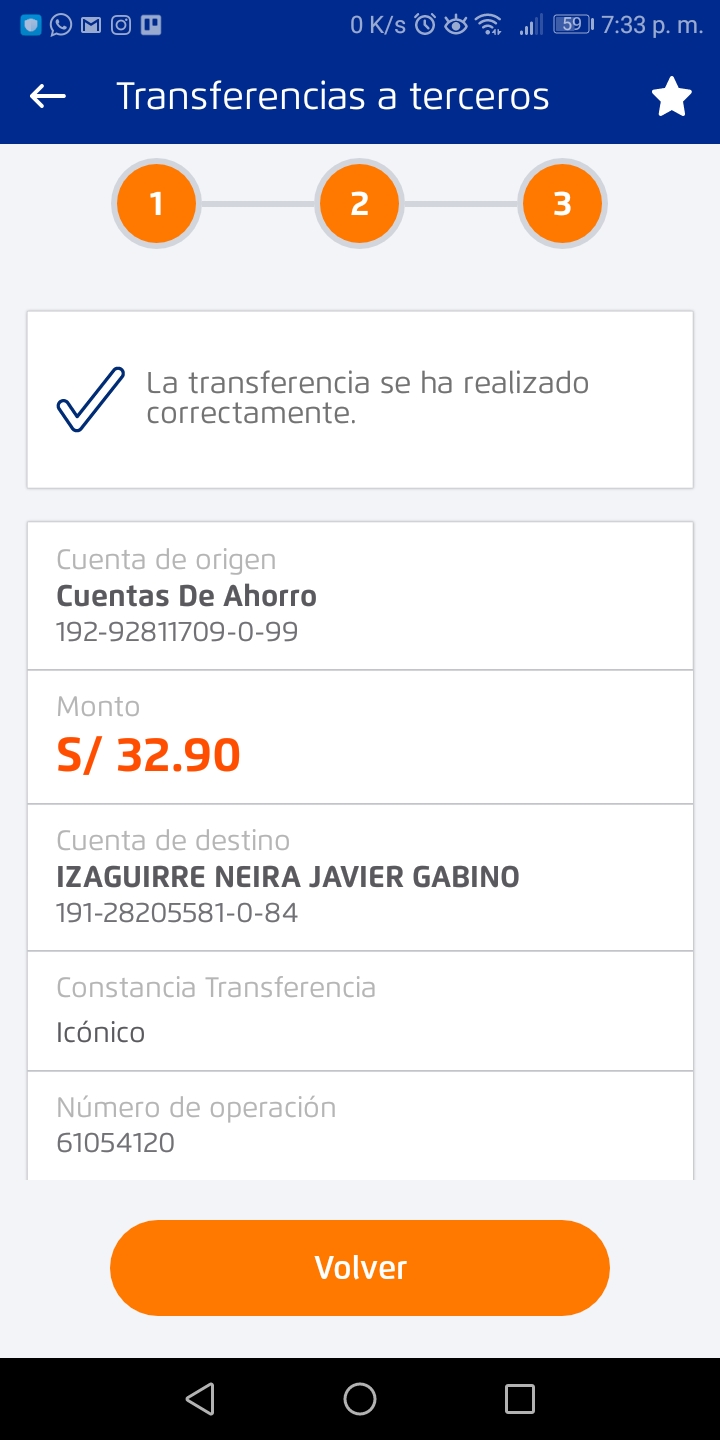 0 K/s 59 7:33 p. m.
Transferencias a terceros
1 2 3
La transferencia se ha realizado
correctamente.
Cuenta de origen
Cuentas De Ahorro
192-92811709-0-99
Monto
S/ 32.90
Cuenta de destino
IZAGUIRRE NEIRA JAVIER GABINO
191-28205581-0-84
Constancia Transferencia
Icónico
Número de operación
61054120
Volver